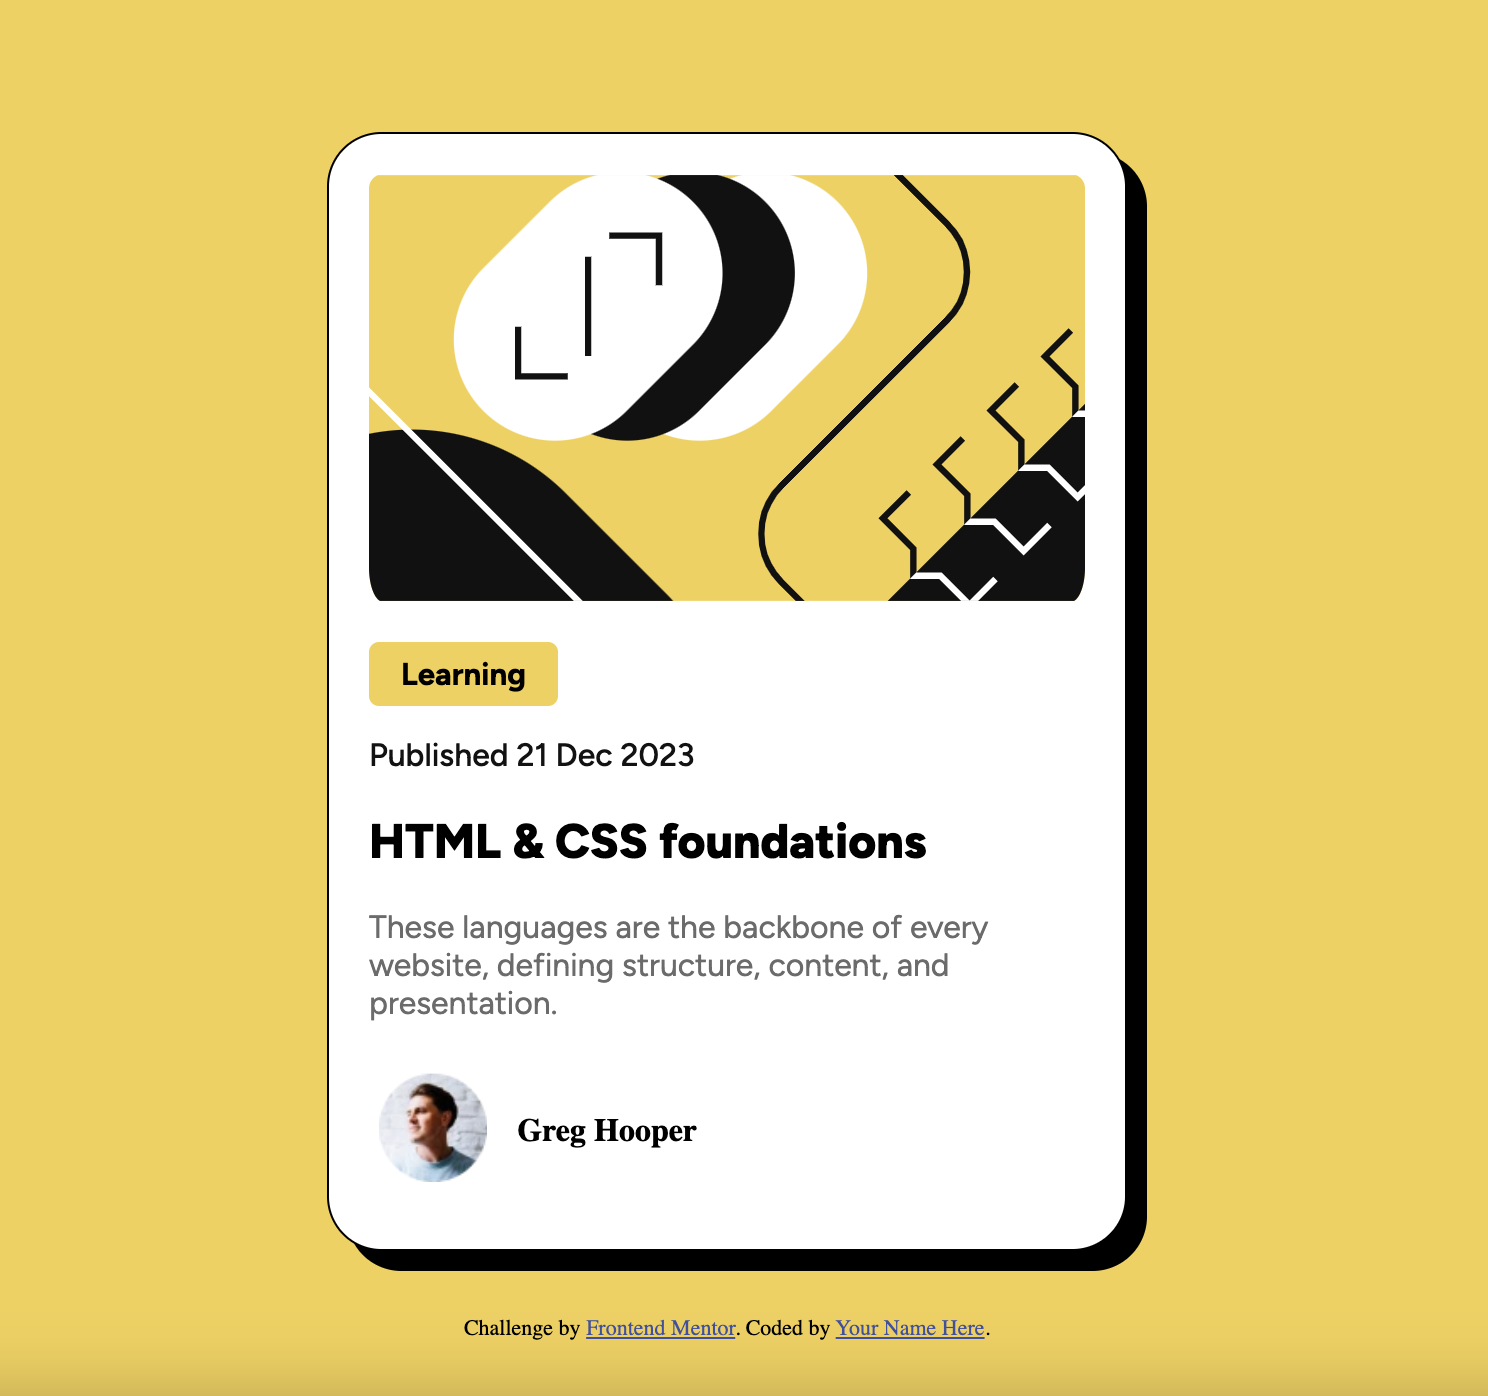 Learning
Published 21 Dec 2023
HTML & CSS foundations
These languages are the backbone of every
website, defining structure, content, and
presentation.
Greg Hooper
Challenge by Frontend Mentor. Coded by Your Name Here.